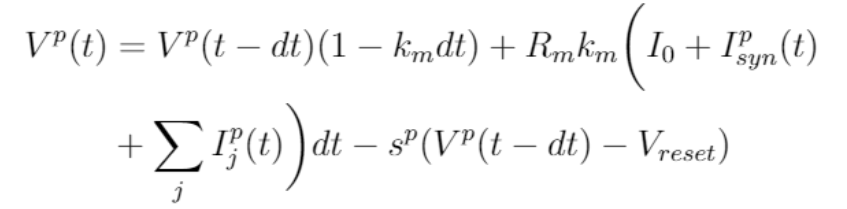 $V^p(t) = V^p(t - dt)(1 - k_m dt) + R_m k_m \Big( I_0 + I^p_{syn}(t)$
$+ \sum_j I^p_j(t) \Big) dt - s^p (V^p(t - dt) - V_{reset})$